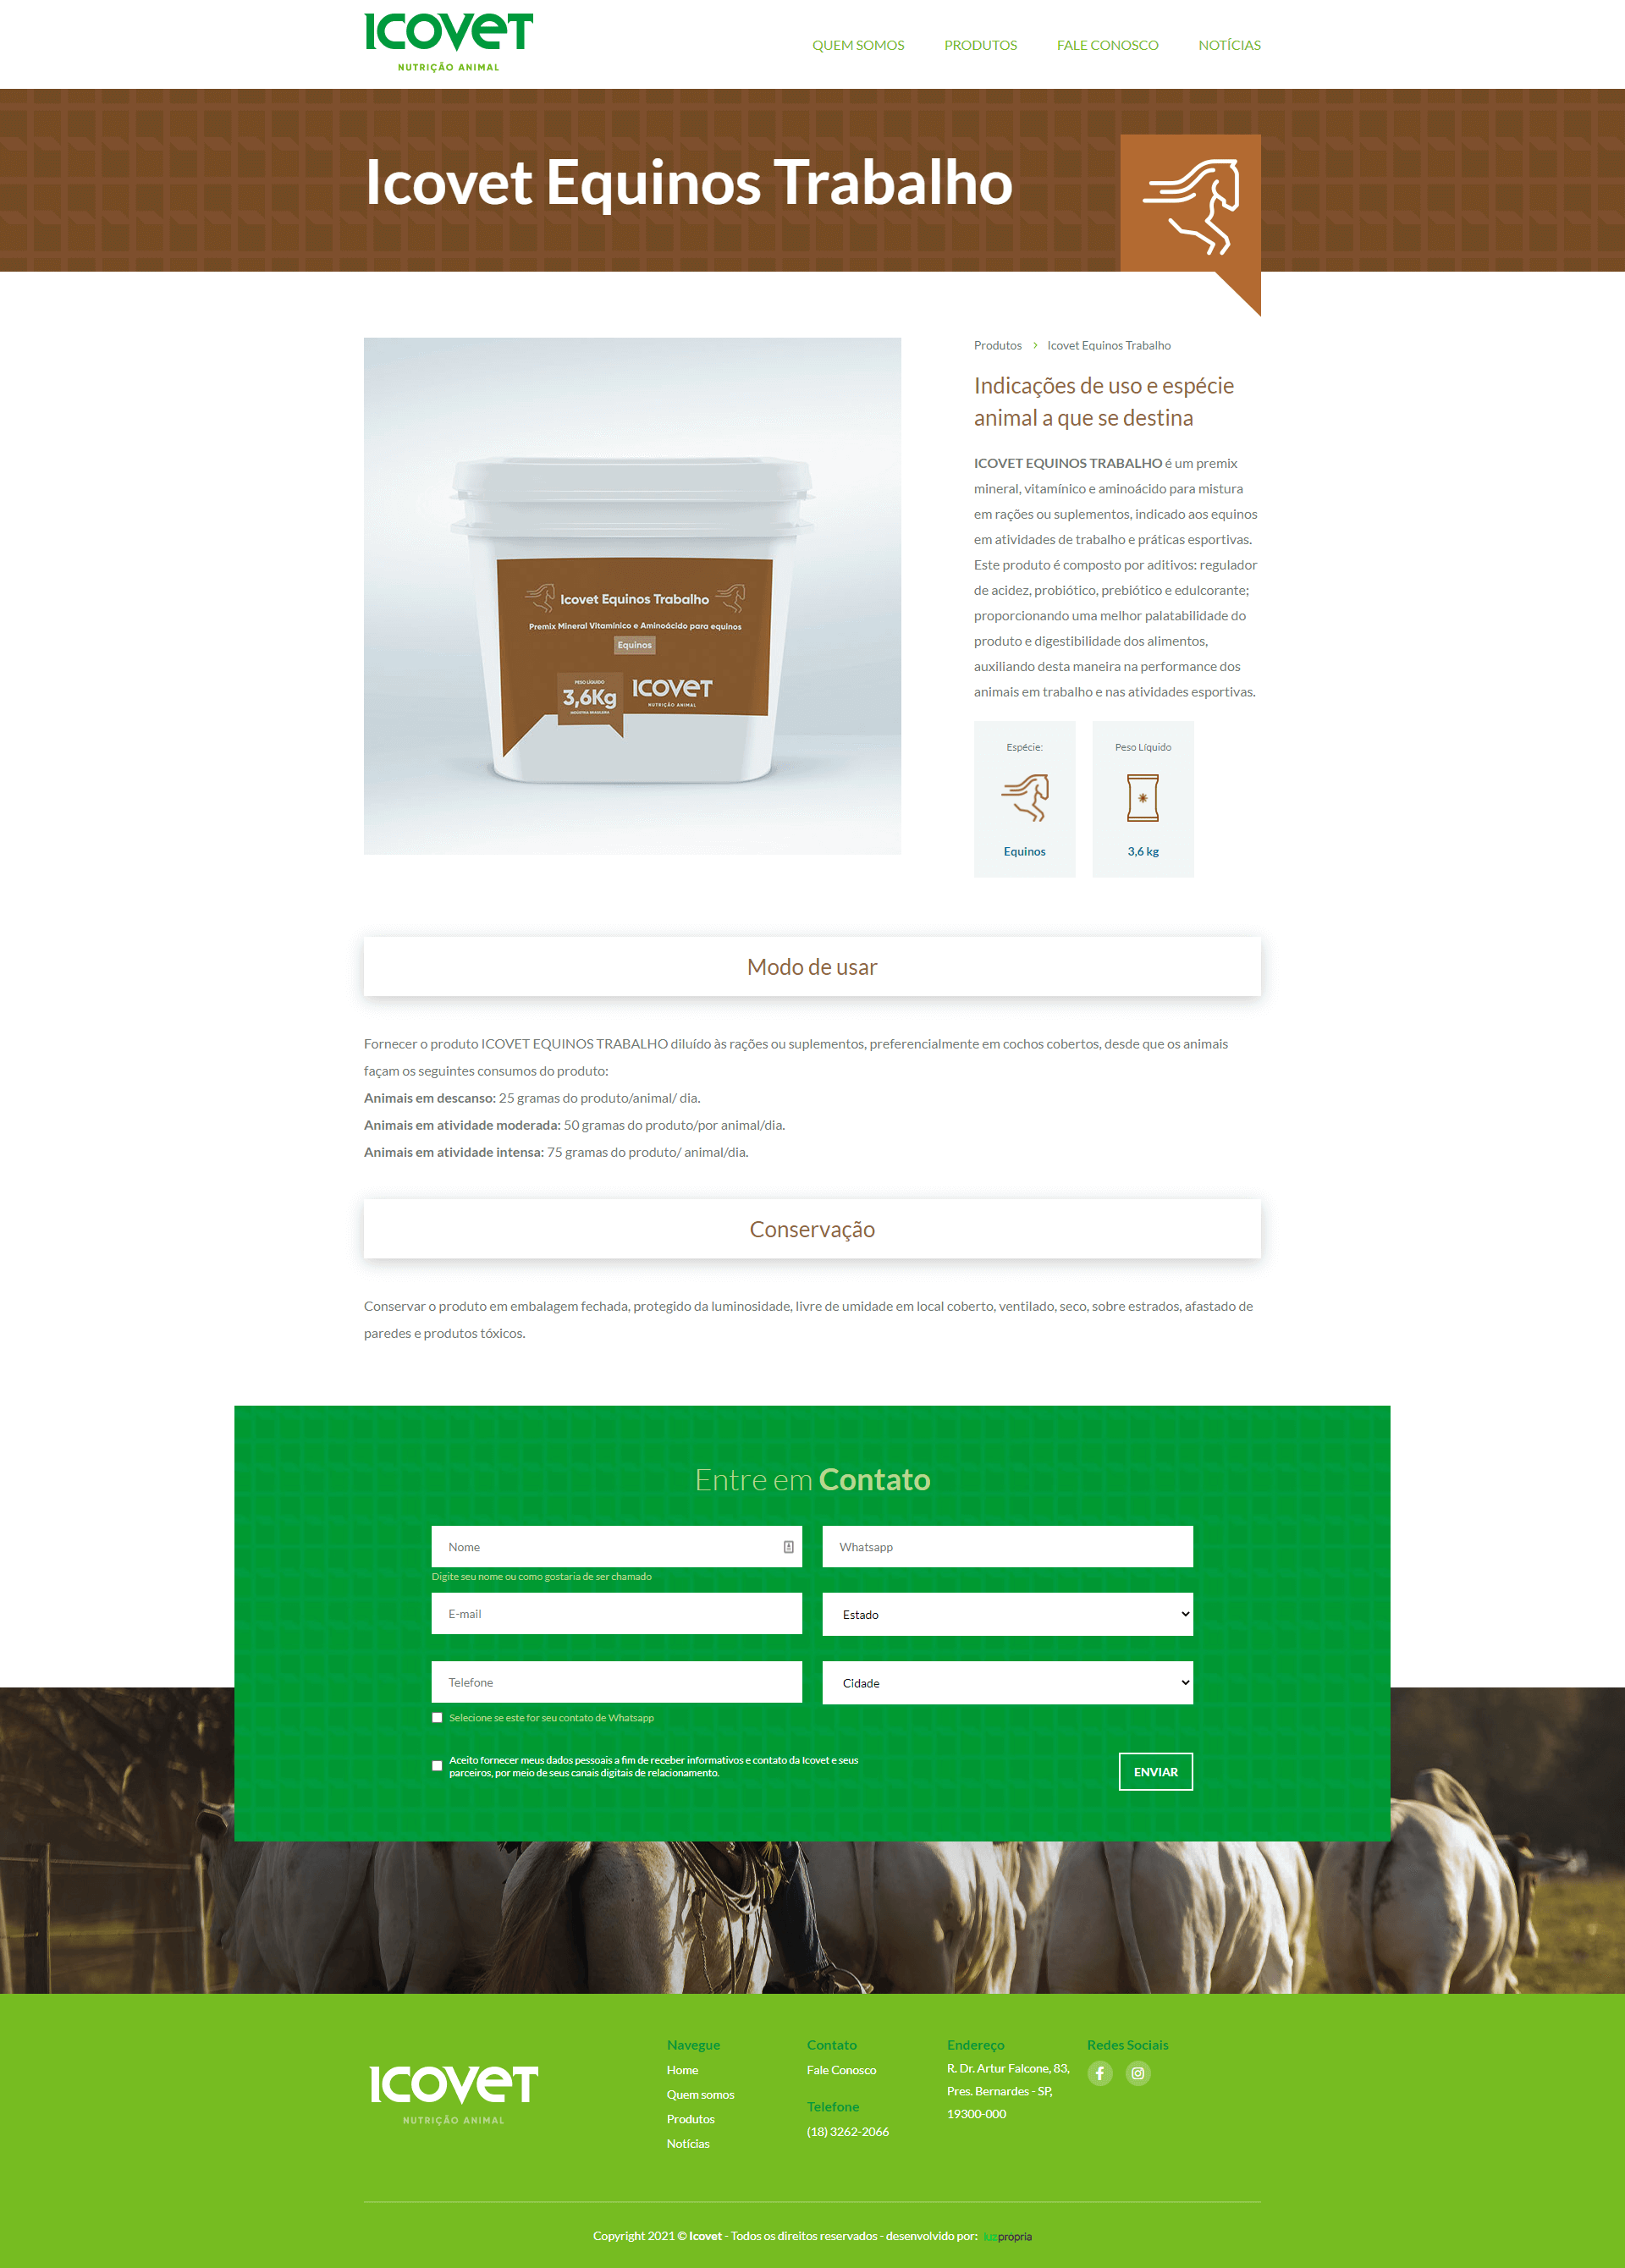 ICOVET
NUTRIÇÃO ANIMAL
QUEM SOMOS
PRODUTOS
FALE CONOSCO
NOTÍCIAS
Icovet Equinos Trabalho
Produtos > Icovet Equinos Trabalho
Indicações de uso e espécie
animal a que se destina
ICOVET EQUINOS TRABALHO é um premix
mineral, vitamínico e aminoácido para mistura
em rações ou suplementos, indicado aos equinos
em atividades de trabalho e práticas esportivas.
Este produto é composto por aditivos: regulador
de acidez, probiótico, prebiótico e edulcorante;
proporcionando uma melhor palatabilidade do
produto e digestibilidade dos alimentos,
auxiliando desta maneira na performance dos
animais em trabalho e nas atividades esportivas.
Icovet Equinos Trabalho
Premix Mineral Vitamínico e Aminoácido para equinos
Equinos
PESO LÍQUIDO
3,6Kg
INDÚSTRIA BRASILEIRA
ICOVET
NUTRIÇÃO ANIMAL
Espécie:
Equinos
Peso Líquido
3,6 kg
Modo de usar
Fornecer o produto ICOVET EQUINOS TRABALHO diluído às rações ou suplementos, preferencialmente em cochos cobertos, desde que os animais
façam os seguintes consumos do produto:
Animais em descanso: 25 gramas do produto/animal/ dia.
Animais em atividade moderada: 50 gramas do produto/por animal/dia.
Animais em atividade intensa: 75 gramas do produto/ animal/dia.
Conservação
Conservar o produto em embalagem fechada, protegido da luminosidade, livre de umidade em local coberto, ventilado, seco, sobre estrados, afastado de
paredes e produtos tóxicos.
Entre em Contato
Nome
Whatsapp
Digite seu nome ou como gostaria de ser chamado
E-mail
Estado
Telefone
Cidade
Selecione se este for seu contato de Whatsapp
Aceito fornecer meus dados pessoais a fim de receber informativos e contato da Icovet e seus
parceiros, por meio de seus canais digitais de relacionamento.
ENVIAR
ICOVET
NUTRIÇÃO ANIMAL
Navegue
Home
Quem somos
Produtos
Notícias
Contato
Fale Conosco
Telefone
(18) 3262-2066
Endereço
R. Dr. Artur Falcone, 83,
Pres. Bernardes - SP,
19300-000
Redes Sociais
Copyright 2021 © Icovet - Todos os direitos reservados - desenvolvido por: luzpropria